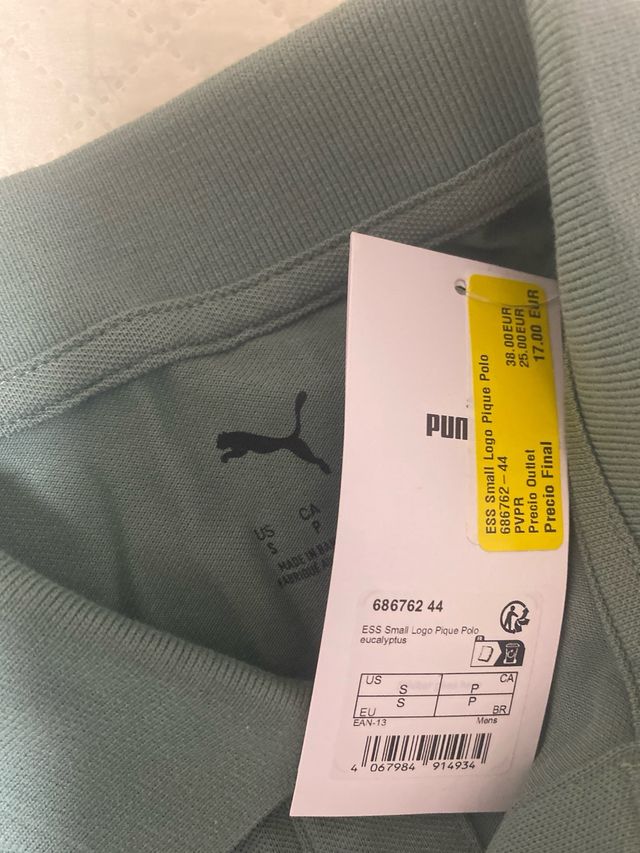 US CA
S P
MADE IN
FABRIQUÉ
PUM
ESS Small Logo Pique Polo
686762-44
PVPR 38.00EUR
Precio Outlet 25.00EUR
Precio Final 17.00 EUR
686762 44
ESS Small Logo Pique Polo
eucalyptus
US S P CA
EU S P BR
EAN-13 Mens
4 067984 914934